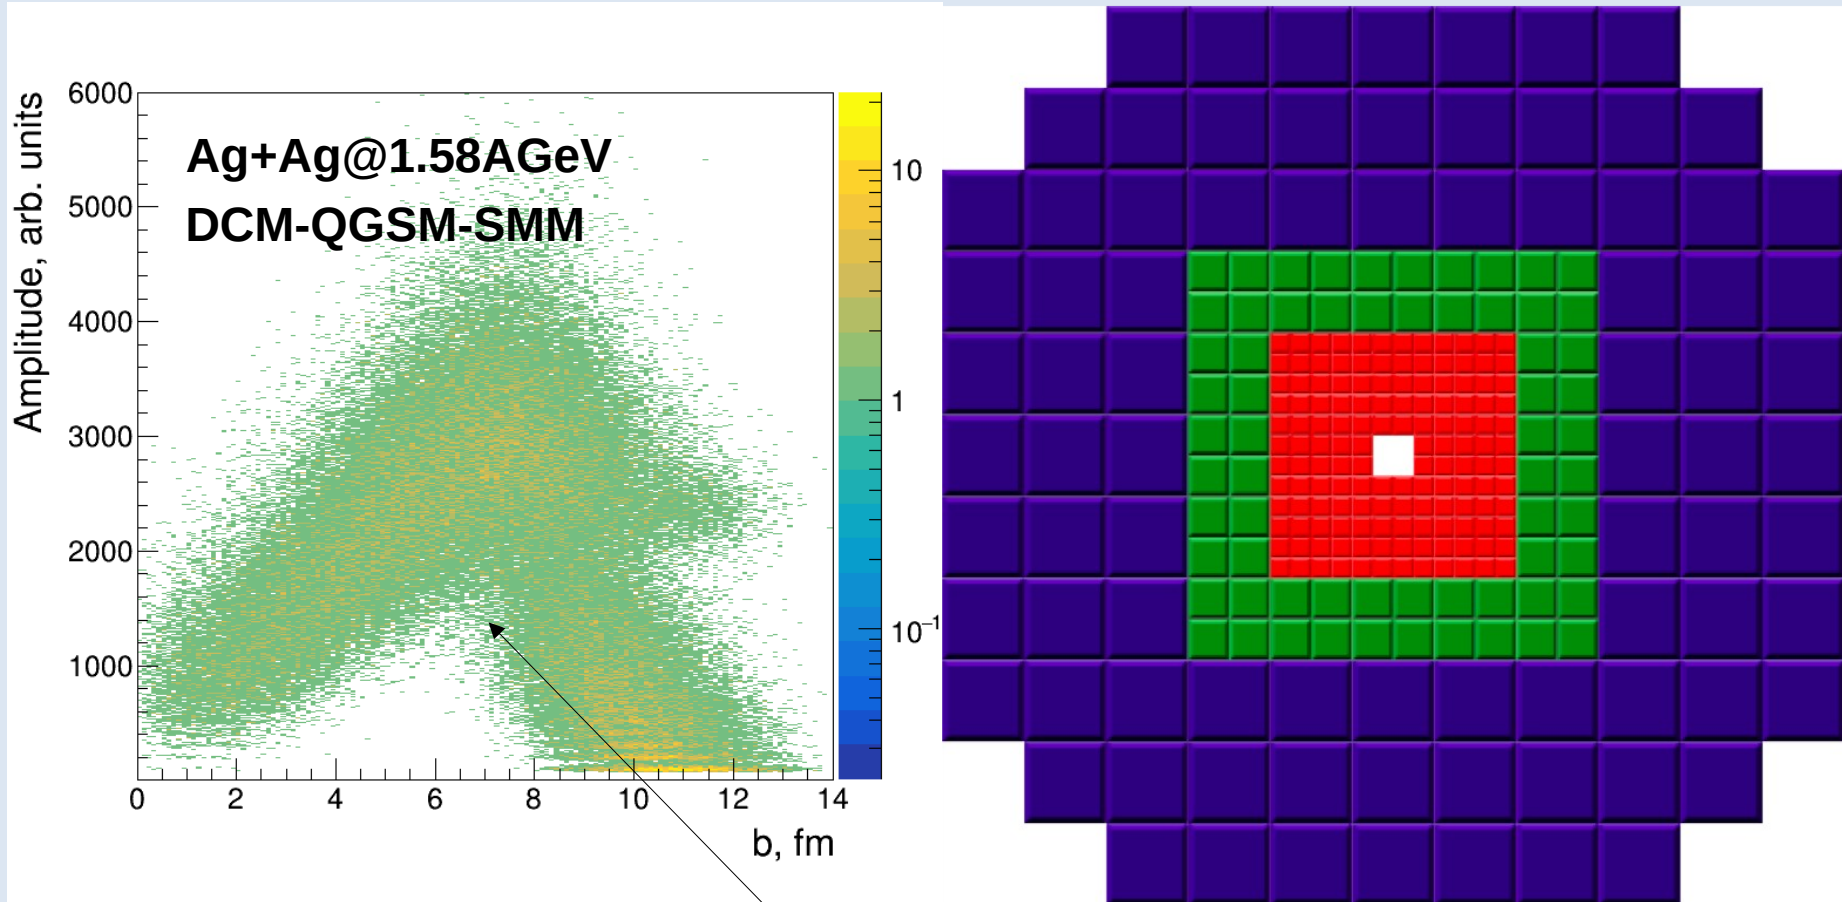 Amplitude, arb. units
6000
5000
4000
3000
2000
1000
Ag+Ag@1.58AGeV
DCM-QGSM-SMM
10
1
10⁻¹
0 2 4 6 8 10 12 14
b, fm